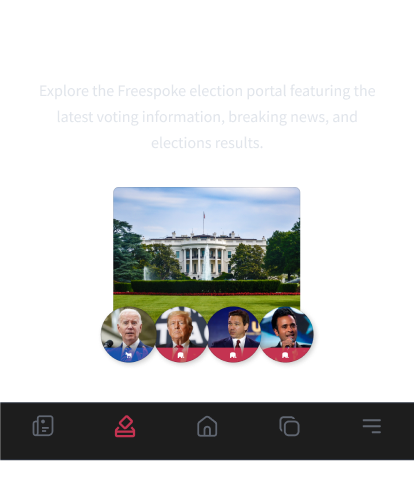 Explore the Freespoke election portal featuring the
latest voting information, breaking news, and
elections results.